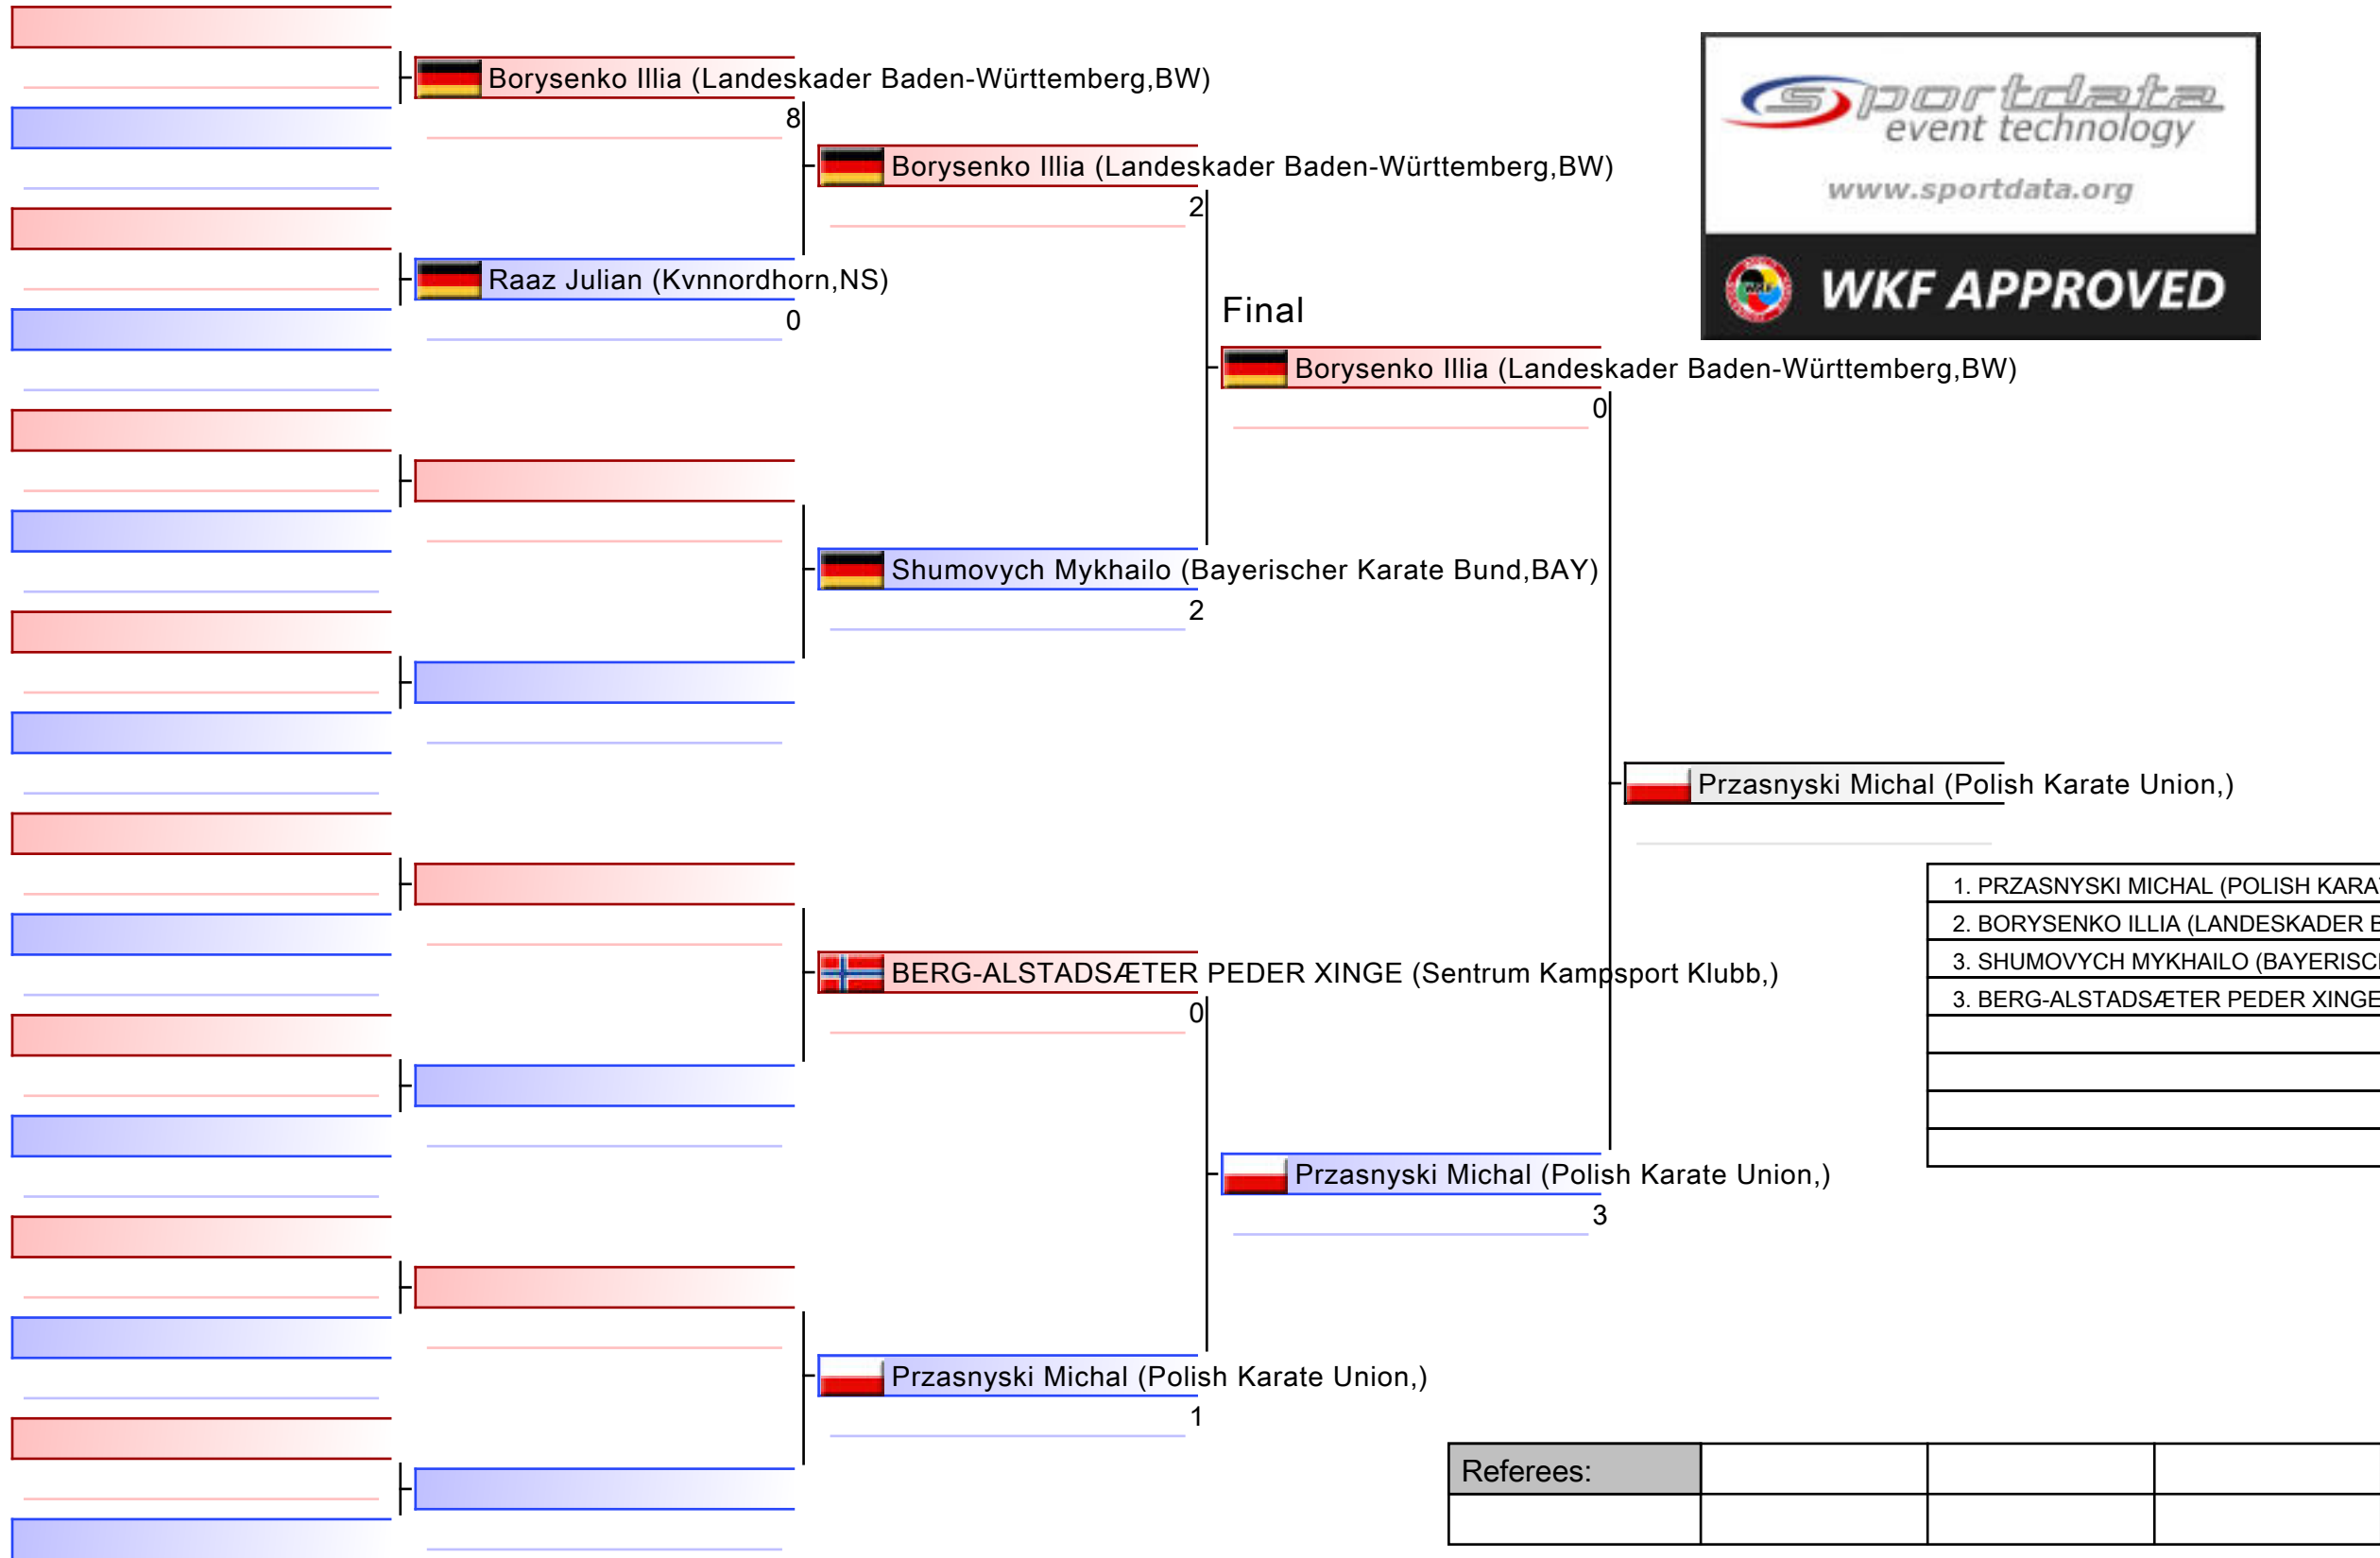 Borysenko Illia (Landeskader Baden-Württemberg,BW)
8
Raaz Julian (Kvnnordhorn,NS)
0
Borysenko Illia (Landeskader Baden-Württemberg,BW)
2
Shumovych Mykhailo (Bayerischer Karate Bund,BAY)
2
BERG-ALSTADSÆTER PEDER XINGE (Sentrum Kampsport Klubb,)
0
Przasnyski Michal (Polish Karate Union,)
1
Final
Borysenko Illia (Landeskader Baden-Württemberg,BW)
0
Przasnyski Michal (Polish Karate Union,)
3
Przasnyski Michal (Polish Karate Union,)
sportdata
event technology
www.sportdata.org
WKF APPROVED
1. PRZASNYSKI MICHAL (POLISH KARA
2. BORYSENKO ILLIA (LANDESKADER
3. SHUMOVYCH MYKHAILO (BAYERISC
3. BERG-ALSTADSÆTER PEDER XINGE
Referees: